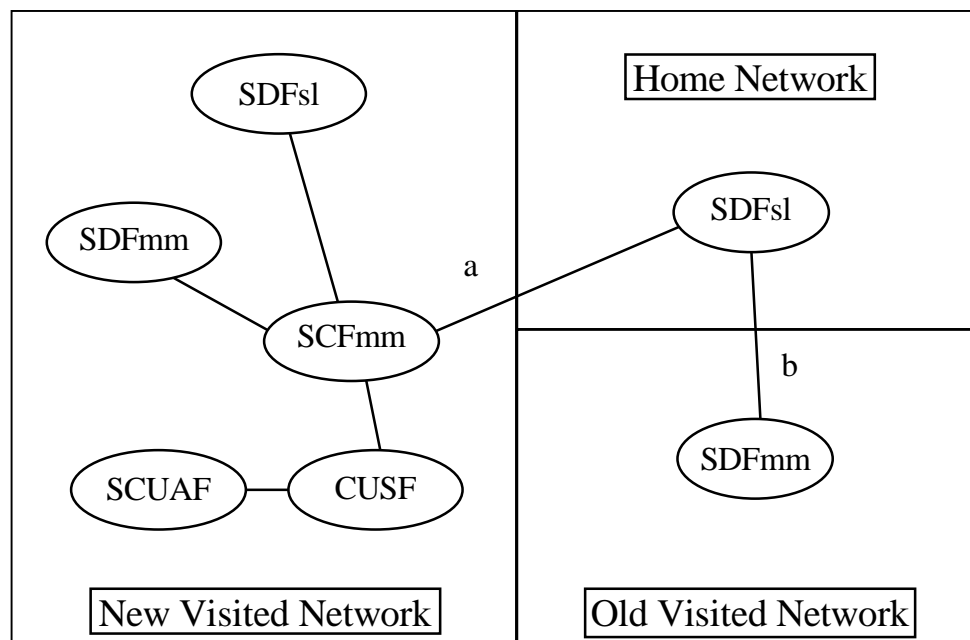 SDFsl
SDFmm
a
SCFmm
SCUAF
CUSF
New Visited Network
Home Network
SDFsl
b
SDFmm
Old Visited Network